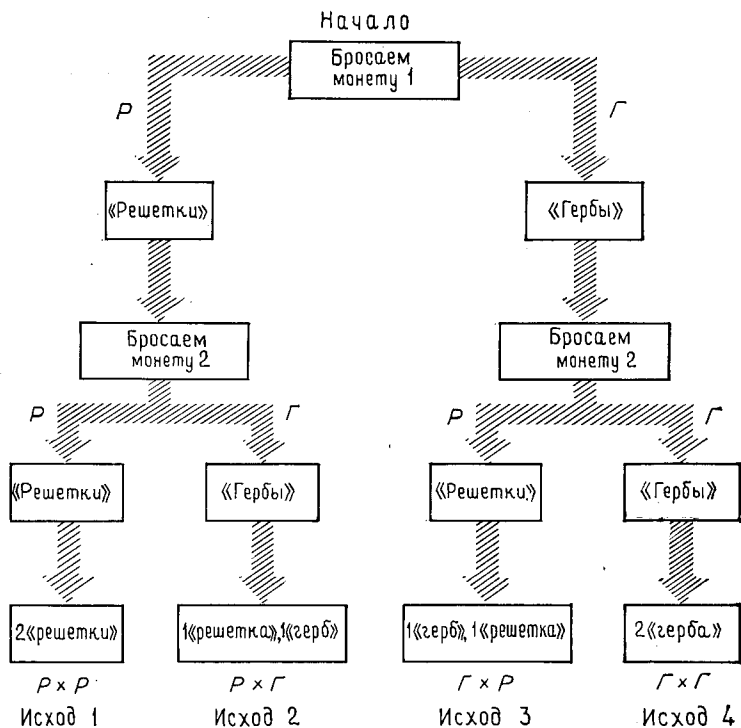 Начало
Бросаем
монету 1
Р
Г
«Решетки»
«Гербы»
Бросаем
монету 2
Бросаем
монету 2
Р
Г
Р
Г
«Решетки»
«Гербы»
«Решетки»
«Гербы»
2«решетки»
1«решетка»,1«герб»
1«герб», 1«решетка»
2«герба»
Р × Р
Р × Г
Г × Р
Г × Г
Исход 1
Исход 2
Исход 3
Исход 4